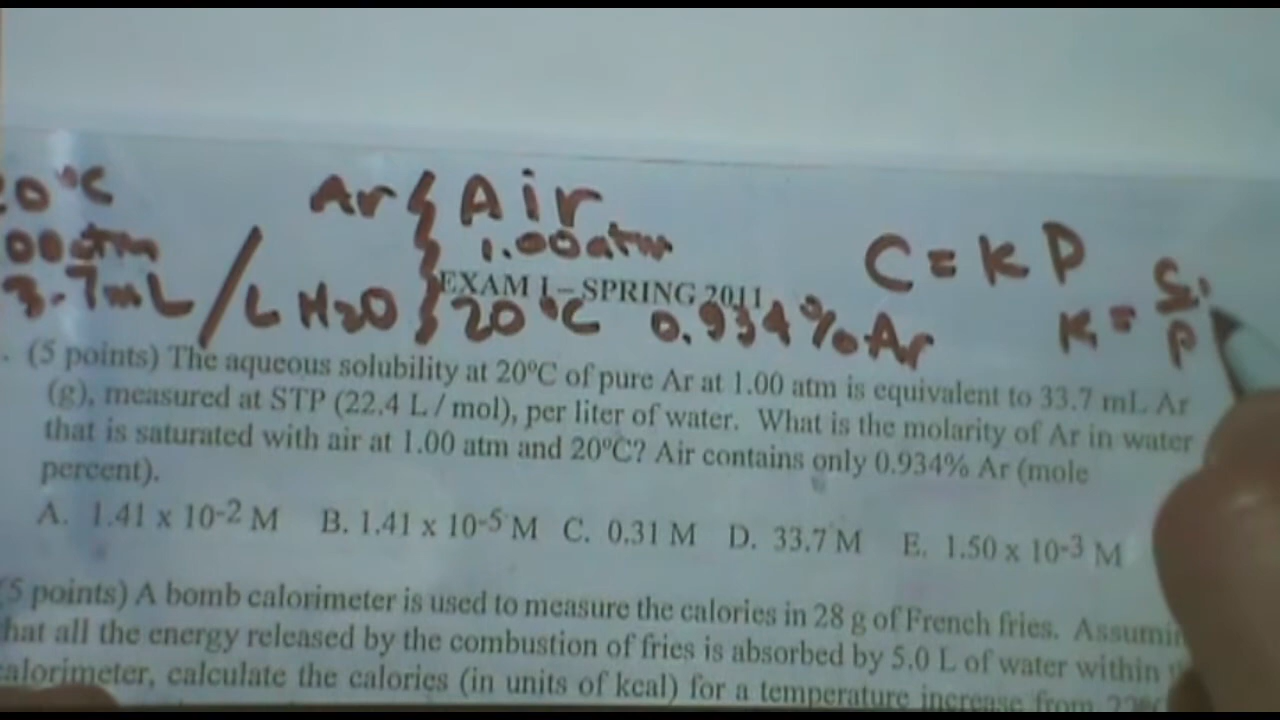 20°C Ar { Air
00 atm 1.00 atm C = K P
3.7 mL / L H2O 20°C 0.934% Ar K =
P
EXAM I – SPRING 2011
. (5 points) The aqueous solubility at 20°C of pure Ar at 1.00 atm is equivalent to 33.7 mL Ar
(g), measured at STP (22.4 L / mol), per liter of water. What is the molarity of Ar in water
that is saturated with air at 1.00 atm and 20°C? Air contains only 0.934% Ar (mole
percent).
A. 1.41 x 10-2 M B. 1.41 x 10-5 M C. 0.31 M D. 33.7 M E. 1.50 x 10-3 M
(5 points) A bomb calorimeter is used to measure the calories in 28 g of French fries. Assumin
hat all the energy released by the combustion of fries is absorbed by 5.0 L of water within
alorimeter, calculate the calories (in units of kcal) for a temperature increase from